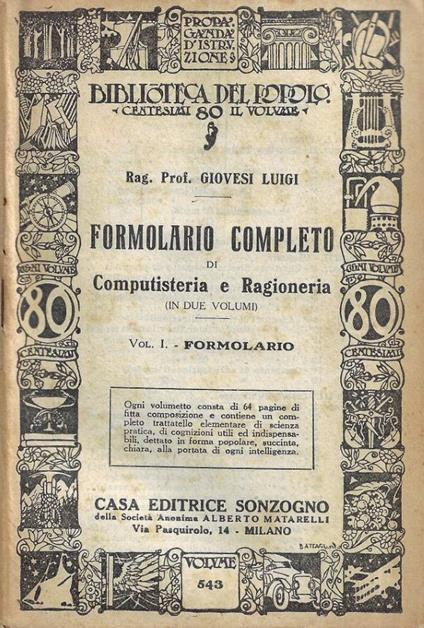 PROPA-
GANDA
D'ISTRU-
ZIONE
BIBLIOTECA DEL POPOLO
CENTESIMI 80 IL VOLUME
Rag. Prof. GIOVESI LUIGI
FORMOLARIO COMPLETO
DI
Computisteria e Ragioneria
(IN DUE VOLUMI)
VOL. I. - FORMOLARIO
OGNI VOLUME
80
CENTESIMI
OGNI VOLUME
80
CENTESIMI
Ogni volumetto consta di 64 pagine di
fitta composizione e contiene un com-
pleto trattatello elementare di scienza
pratica, di cognizioni utili ed indispensa-
bili, dettato in forma popolare, succinta,
chiara, alla portata di ogni intelligenza.
CASA EDITRICE SONZOGNO
della Società Anonima ALBERTO MATARELLI
Via Pasquirolo, 14 - MILANO
VOLUME
543